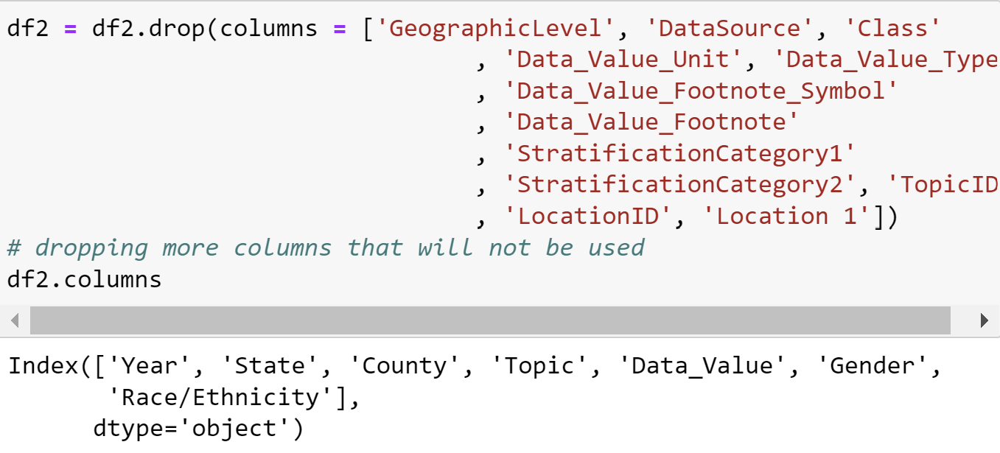 df2 = df2.drop(columns = ['GeographicLevel', 'DataSource', 'Class'
, 'Data_Value_Unit', 'Data_Value_Type
, 'Data_Value_Footnote_Symbol'
, 'Data_Value_Footnote'
, 'StratificationCategory1'
, 'StratificationCategory2', 'TopicID
, 'LocationID', 'Location 1'])
# dropping more columns that will not be used
df2.columns
Index(['Year', 'State', 'County', 'Topic', 'Data_Value', 'Gender',
'Race/Ethnicity'],
dtype='object')